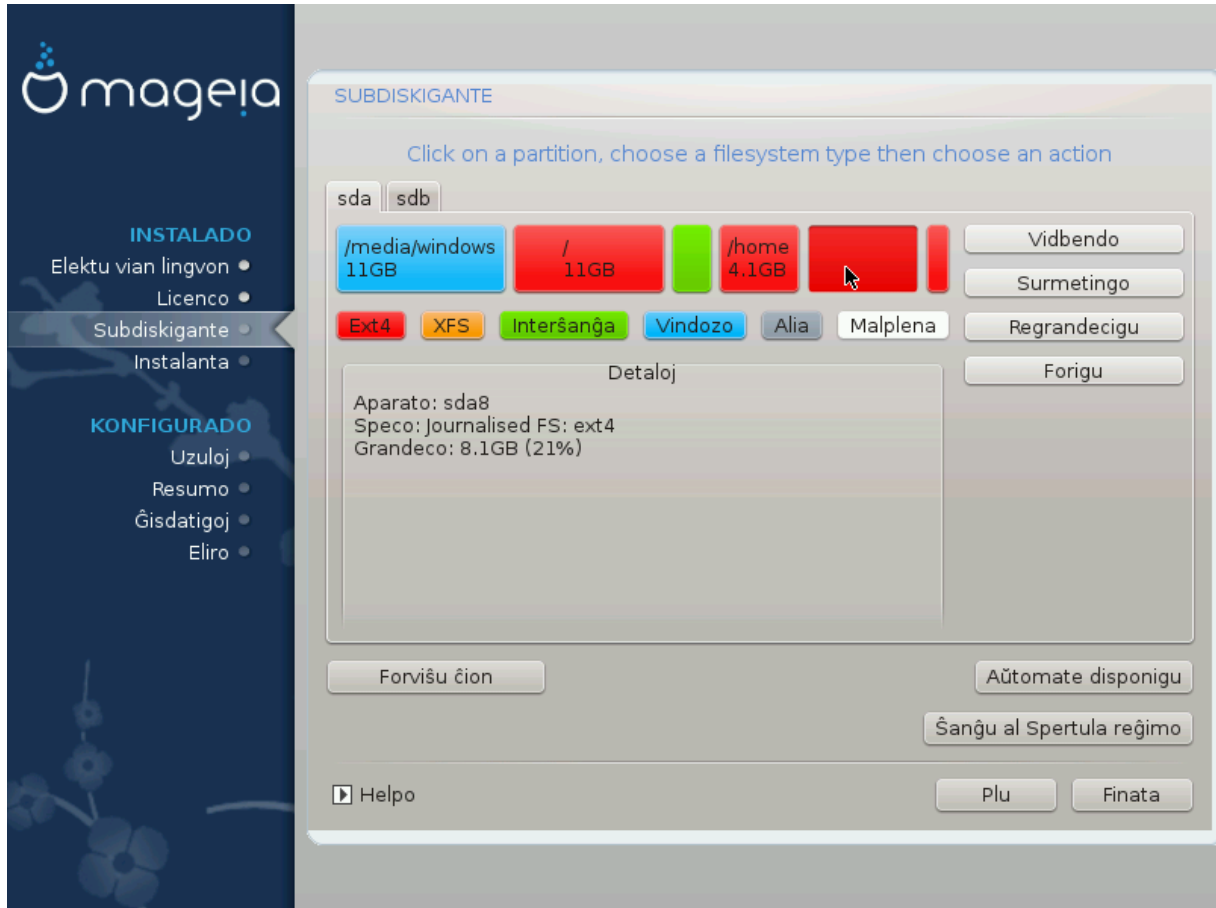 mageia
INSTALADO
Elektu vian lingvon
Licenco
Subdiskigante
Instalanta
KONFIGURADO
Uzuloj
Resumo
Ĝisdatigoj
Eliro
SUBDISKIGANTE
Click on a partition, choose a filesystem type then choose an action
sda sdb
/media/windows
11GB
/
11GB
/home
4.1GB
Ext4 XFS Interŝanĝa Vindozo Alia Malplena
Vidbendo
Surmetingo
Regrandecigu
Forigu
Detaloj
Aparato: sda8
Speco: Journalised FS: ext4
Grandeco: 8.1GB (21%)
Forviŝu ĉion
Aŭtomate disponigu
Ŝanĝu al Spertula reĝimo
Helpo
Plu
Finata